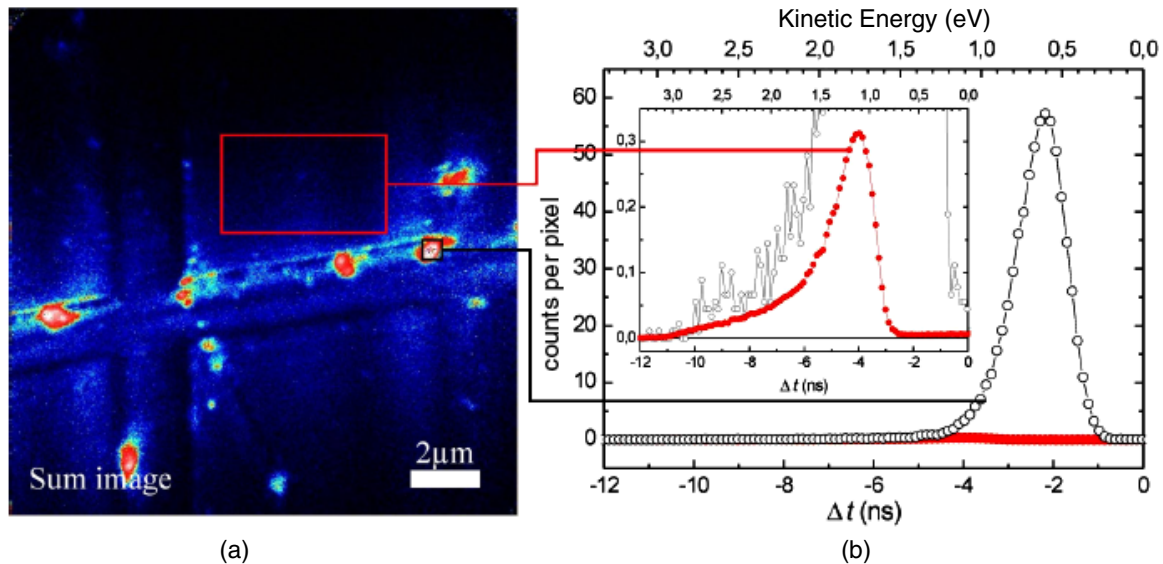 Sum image
2µm
(a)
Kinetic Energy (eV)
3,0 2,5 2,0 1,5 1,0 0,5 0,0
60
50
40
30
20
10
0
counts per pixel
-12 -10 -8 -6 -4 -2 0
Δt (ns)
3,0 2,5 2,0 1,5 1,0 0,5 0,0
0,3
0,2
0,1
0,0
-12 -10 -8 -6 -4 -2 0
Δt (ns)
(b)